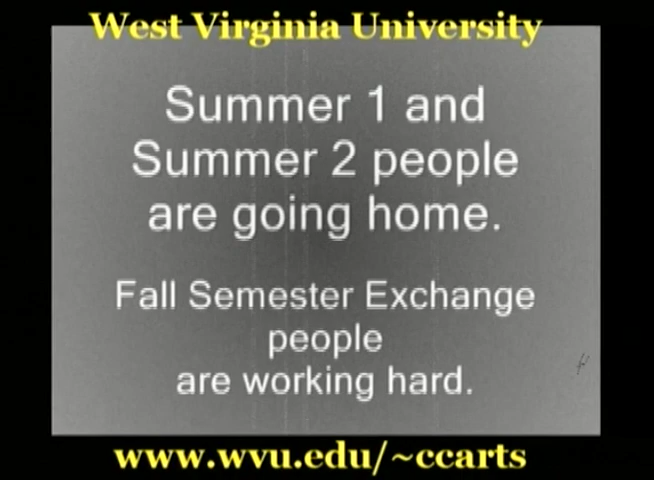 West Virginia University
Summer 1 and
Summer 2 people
are going home.
Fall Semester Exchange
people
are working hard.
www.wvu.edu/~ccarts